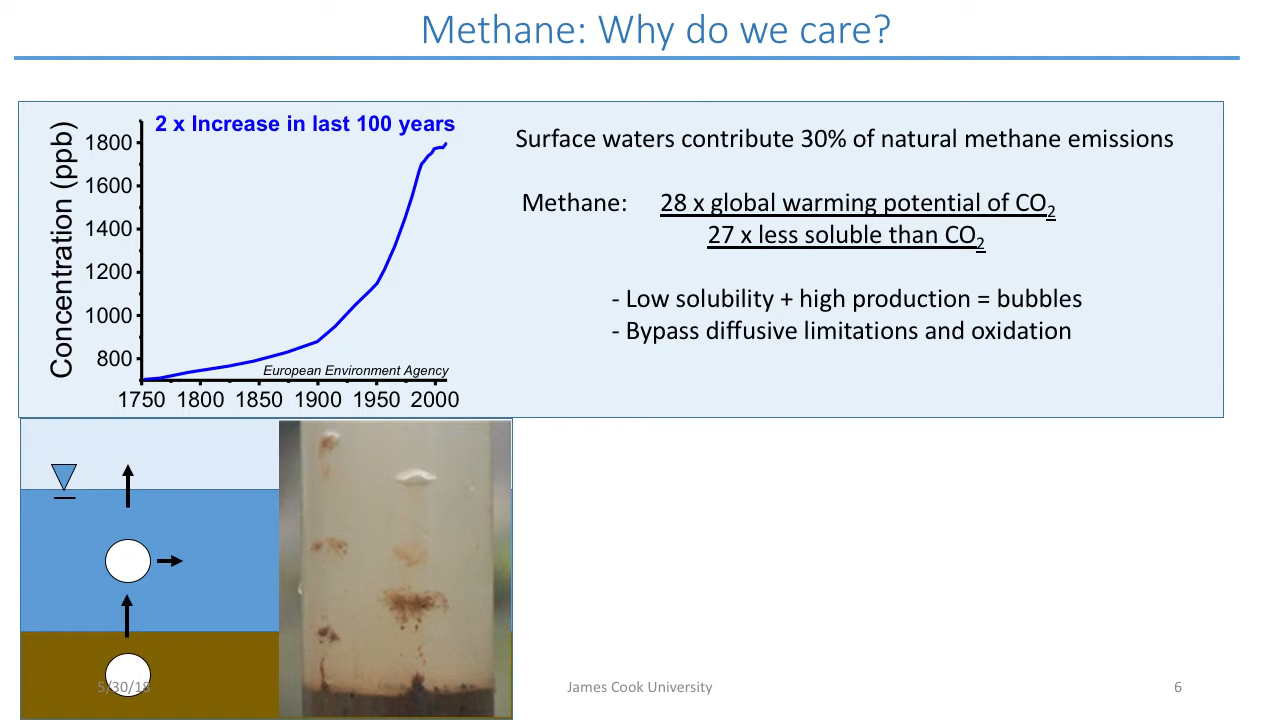 Methane: Why do we care?
2 x Increase in last 100 years
Concentration (ppb)
1800
1600
1400
1200
1000
800
European Environment Agency
1750 1800 1850 1900 1950 2000
Surface waters contribute 30% of natural methane emissions
Methane: 28 x global warming potential of CO₂
27 x less soluble than CO₂
- Low solubility + high production = bubbles
- Bypass diffusive limitations and oxidation
5/30/18
James Cook University
6